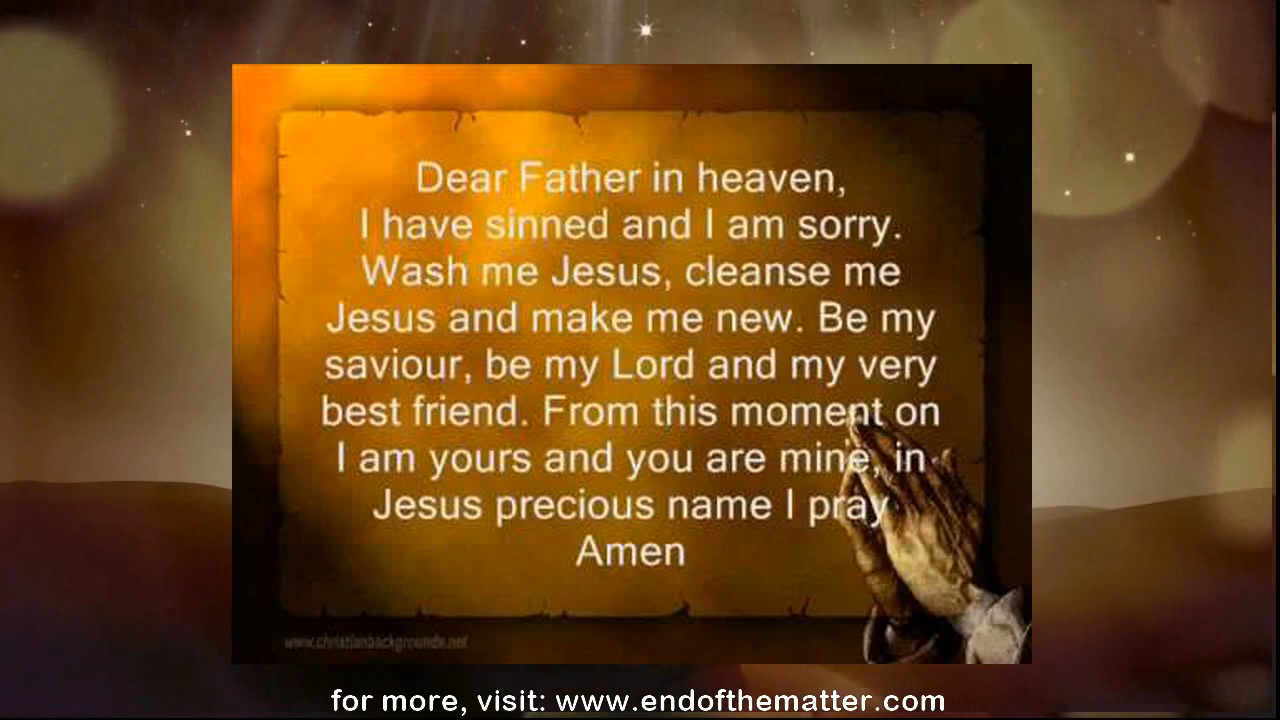 Dear Father in heaven,
I have sinned and I am sorry.
Wash me Jesus, cleanse me
Jesus and make me new. Be my
saviour, be my Lord and my very
best friend. From this moment on
I am yours and you are mine, in
Jesus precious name I pray
Amen
www.christianbackgrounds.net
for more, visit: www.endofthematter.com